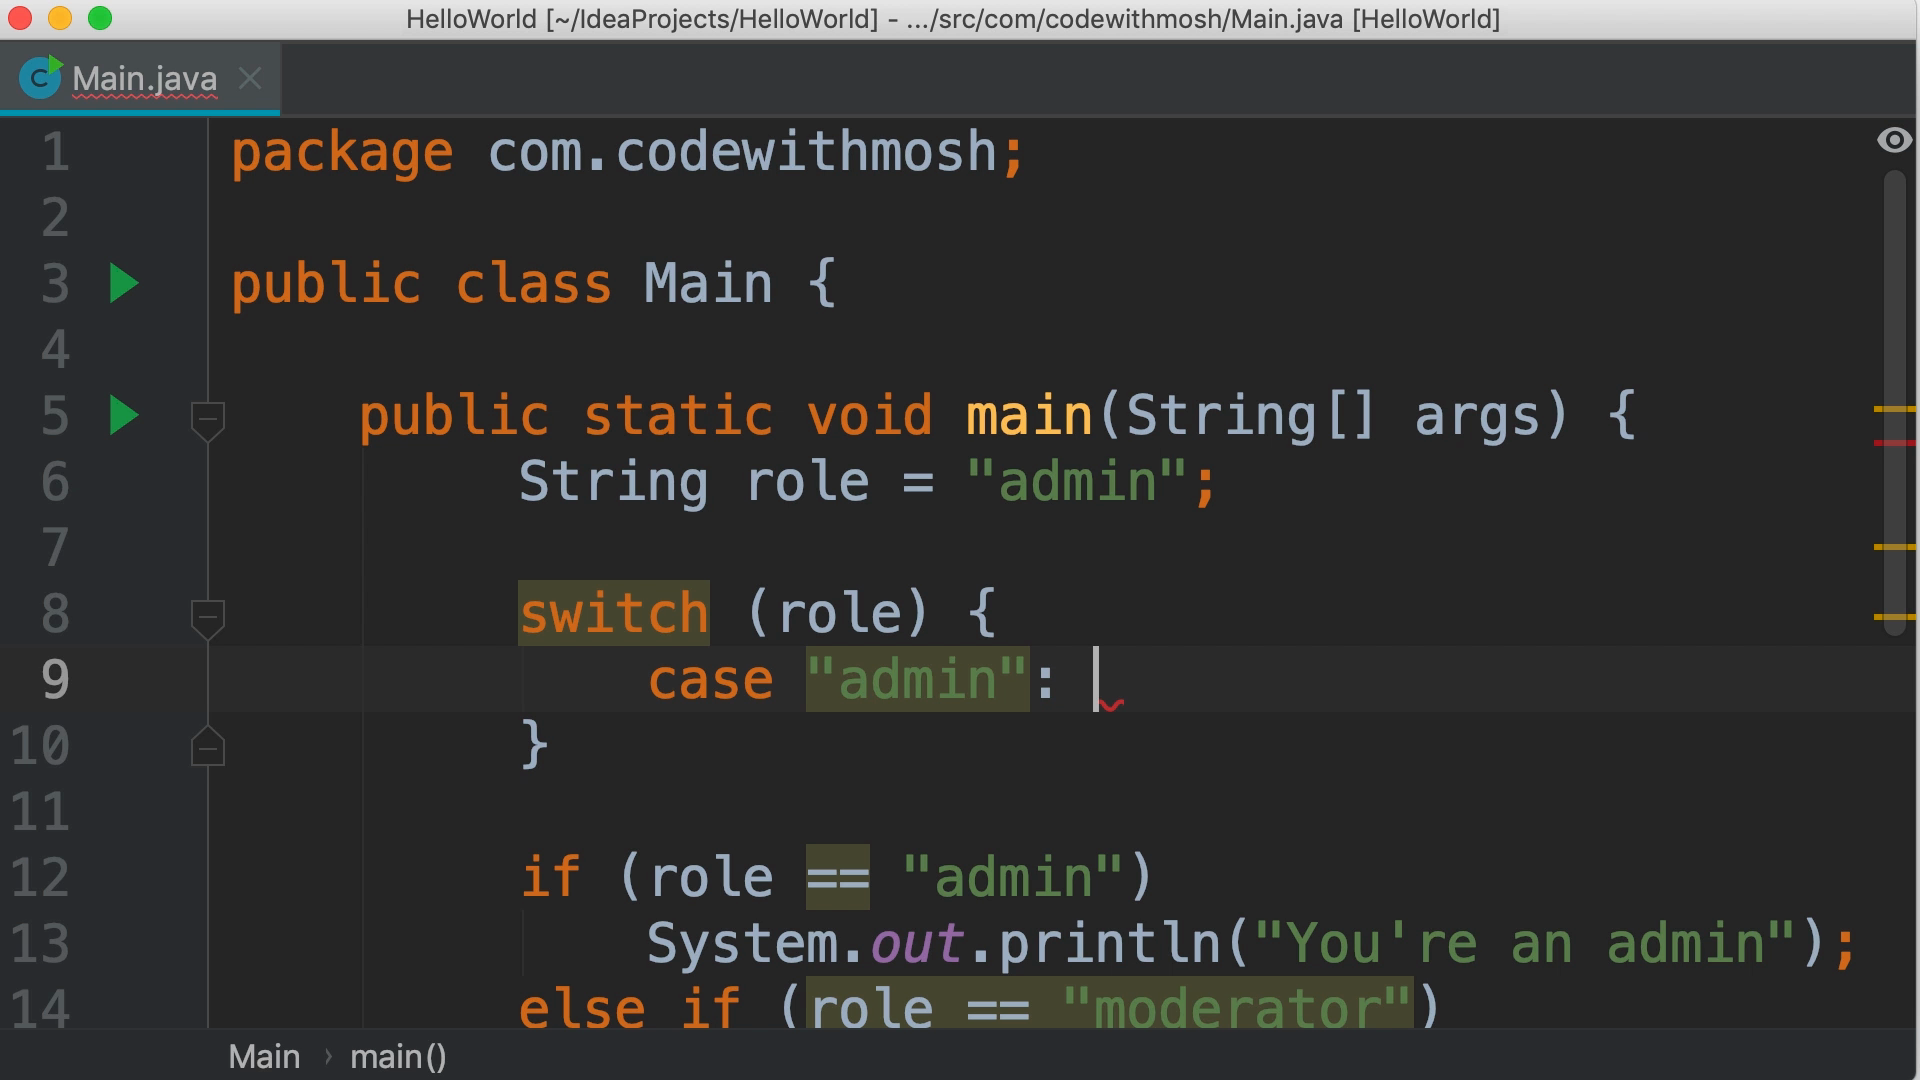 HelloWorld [~/IdeaProjects/HelloWorld] - .../src/com/codewithmosh/Main.java [HelloWorld]
C Main.java
1 package com.codewithmosh;
2
3 public class Main {
4
5 public static void main(String[] args) {
6 String role = "admin";
7
8 switch (role) {
9 case "admin":
10 }
11
12 if (role == "admin")
13 System.out.println("You're an admin");
14 else if (role == "moderator")
Main › main()